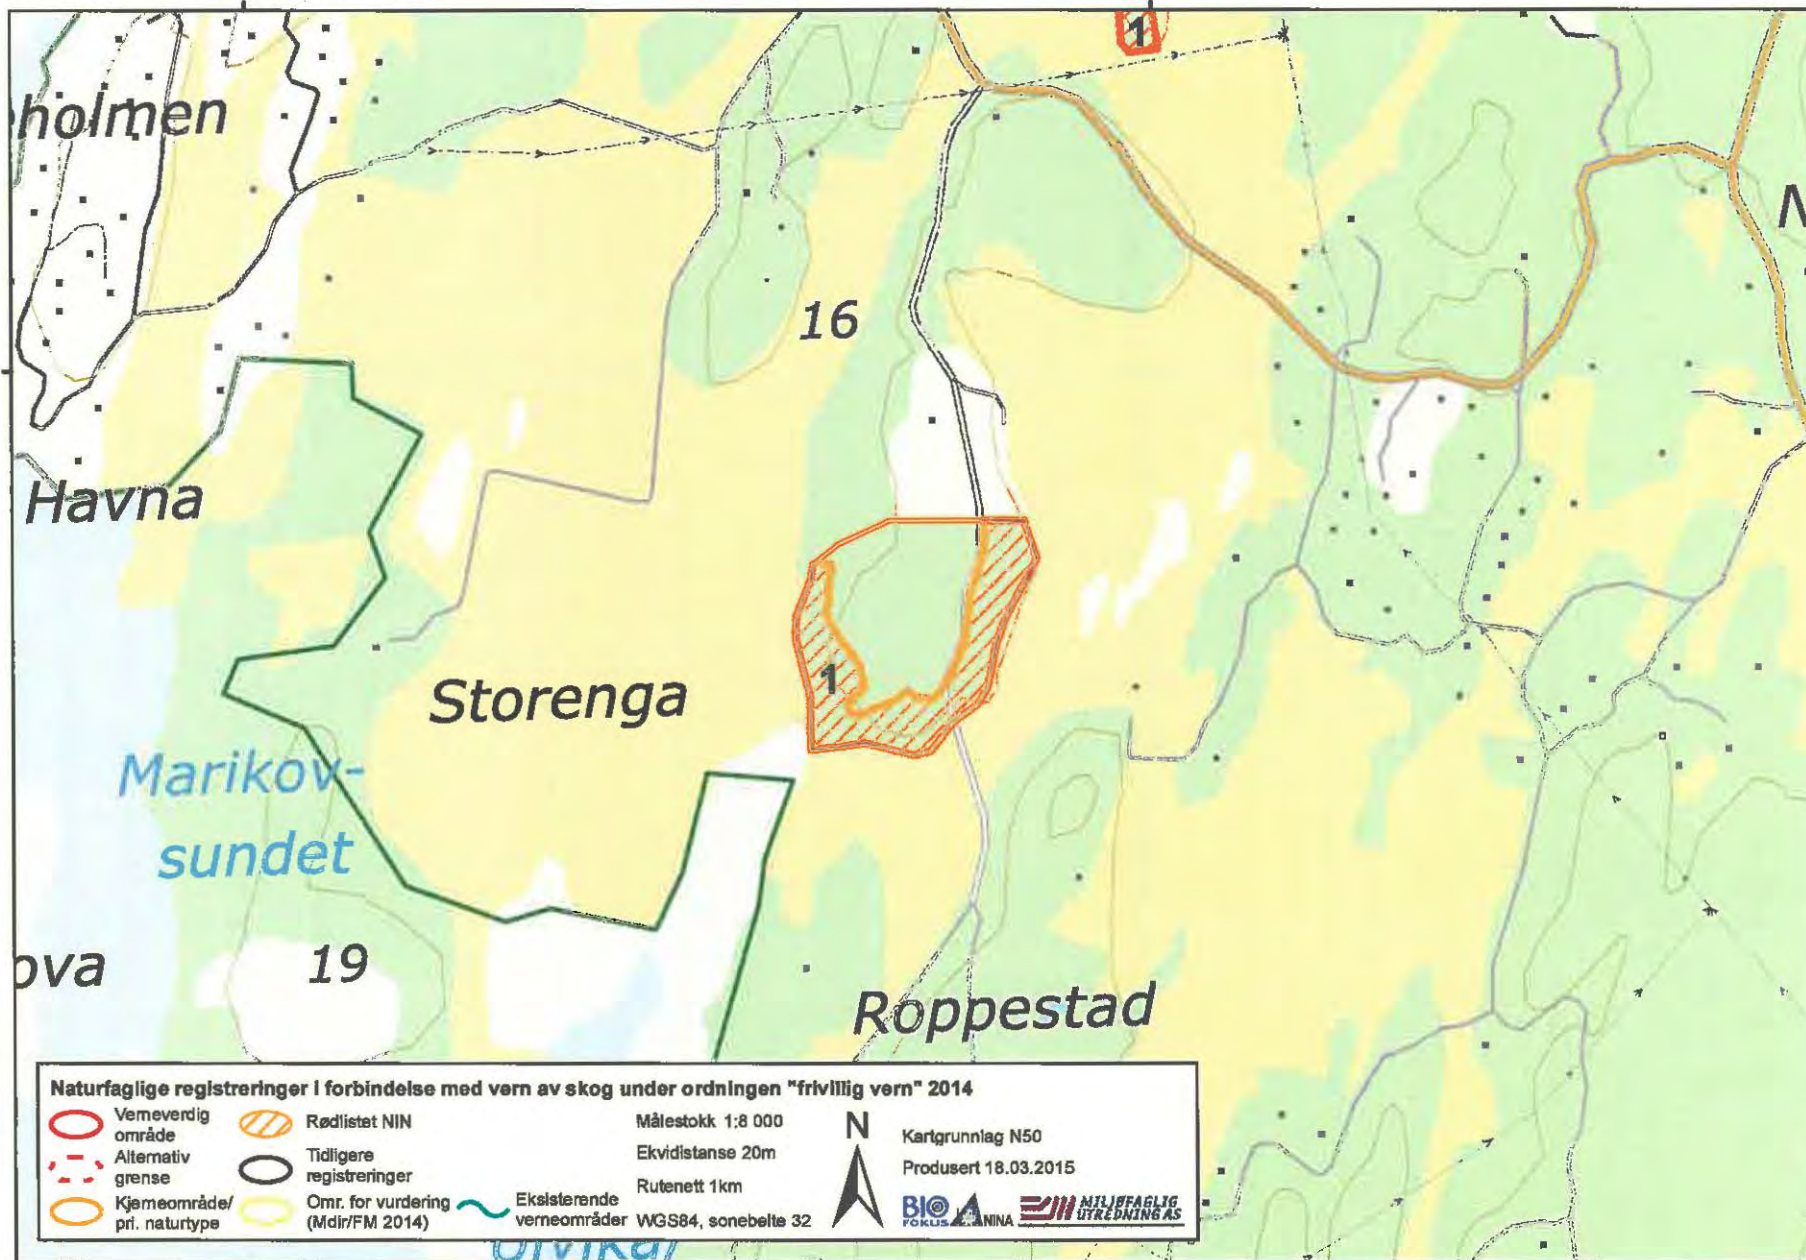 1
holmen
16
Havna
Storenga
1
Marikov-
sundet
19
ova
Roppestad
Naturfaglige registreringer i forbindelse med vern av skog under ordningen "frivillig vern" 2014
Verneverdig
område
Alternativ
grense
Kjerneområde/
pri. naturtype
Rødlistet NIN
Tidligere
registreringer
Omr. for vurdering
(Mdir/FM 2014)
Eksisterende
verneområder
Målestokk 1:8 000
Ekvidistanse 20m
Rutenett 1km
WGS84, sonebelte 32
N
Kartgrunnlag N50
Produsert 18.03.2015
BIO
FOKUS
NINA
MILJØFAGLIG
UTREDNING AS